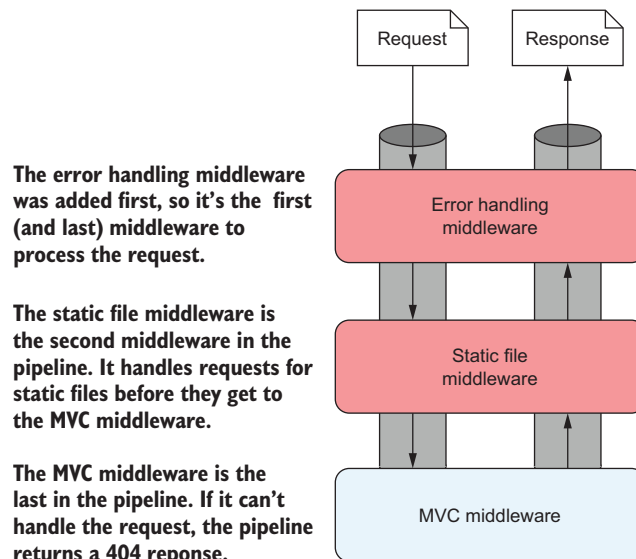 Request
Response
The error handling middleware
was added first, so it's the first
(and last) middleware to
process the request.
Error handling
middleware
The static file middleware is
the second middleware in the
pipeline. It handles requests for
static files before they get to
the MVC middleware.
Static file
middleware
The MVC middleware is the
last in the pipeline. If it can't
handle the request, the pipeline
returns a 404 reponse.
MVC middleware